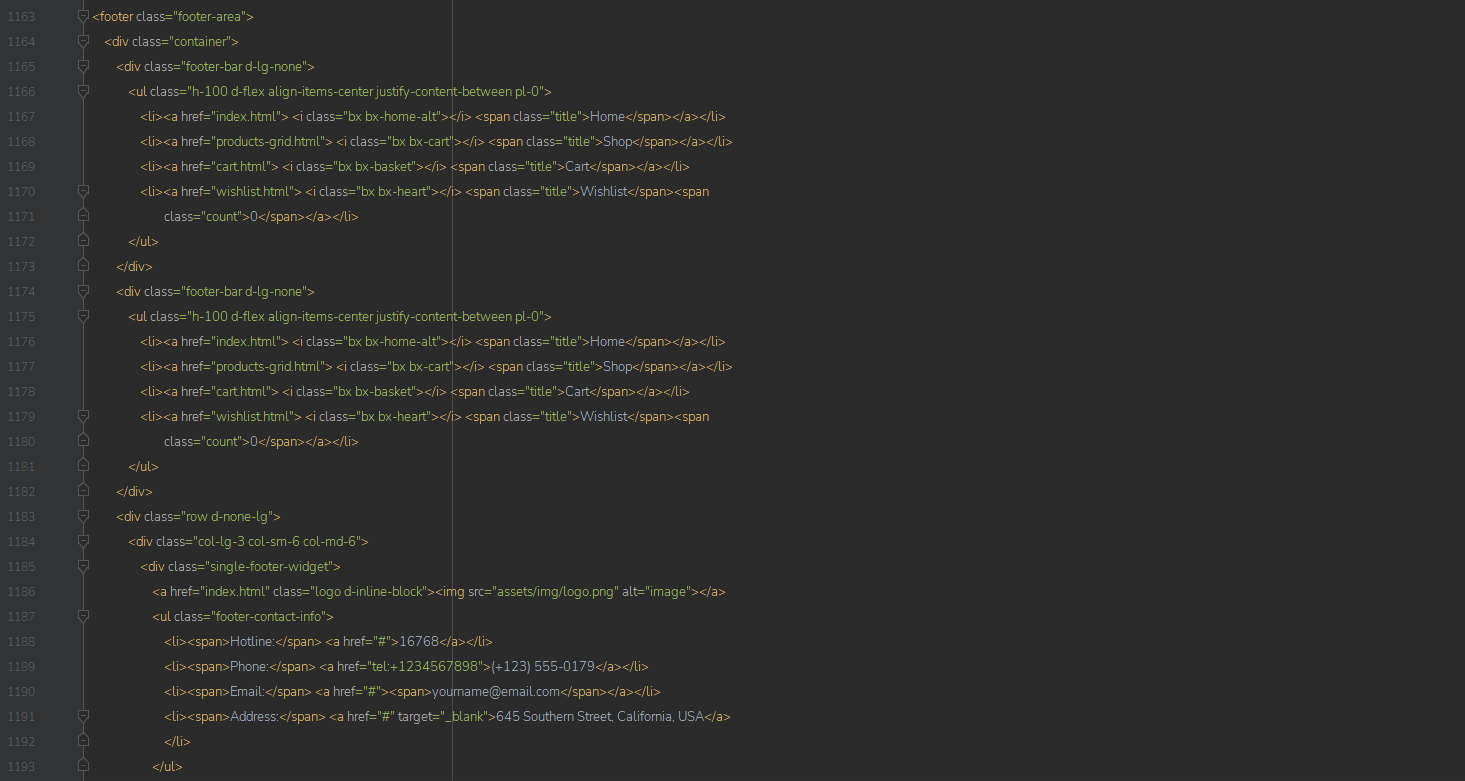 1163 <footer class="footer-area">
1164 <div class="container">
1165 <div class="footer-bar d-lg-none">
1166 <ul class="h-100 d-flex align-items-center justify-content-between pl-0">
1167 <li><a href="index.html"> <i class="bx bx-home-alt"></i> <span class="title">Home</span></a></li>
1168 <li><a href="products-grid.html"> <i class="bx bx-cart"></i> <span class="title">Shop</span></a></li>
1169 <li><a href="cart.html"> <i class="bx bx-basket"></i> <span class="title">Cart</span></a></li>
1170 <li><a href="wishlist.html"> <i class="bx bx-heart"></i> <span class="title">Wishlist</span><span
1171 class="count">0</span></a></li>
1172 </ul>
1173 </div>
1174 <div class="footer-bar d-lg-none">
1175 <ul class="h-100 d-flex align-items-center justify-content-between pl-0">
1176 <li><a href="index.html"> <i class="bx bx-home-alt"></i> <span class="title">Home</span></a></li>
1177 <li><a href="products-grid.html"> <i class="bx bx-cart"></i> <span class="title">Shop</span></a></li>
1178 <li><a href="cart.html"> <i class="bx bx-basket"></i> <span class="title">Cart</span></a></li>
1179 <li><a href="wishlist.html"> <i class="bx bx-heart"></i> <span class="title">Wishlist</span><span
1180 class="count">0</span></a></li>
1181 </ul>
1182 </div>
1183 <div class="row d-none-lg">
1184 <div class="col-lg-3 col-sm-6 col-md-6">
1185 <div class="single-footer-widget">
1186 <a href="index.html" class="logo d-inline-block"><img src="assets/img/logo.png" alt="image"></a>
1187 <ul class="footer-contact-info">
1188 <li><span>Hotline:</span> <a href="#">16768</a></li>
1189 <li><span>Phone:</span> <a href="tel:+1234567898">(+123) 555-0179</a></li>
1190 <li><span>Email:</span> <a href="#"><span>yourname@email.com</span></a></li>
1191 <li><span>Address:</span> <a href="#" target="_blank">645 Southern Street, California, USA</a>
1192 </li>
1193 </ul>